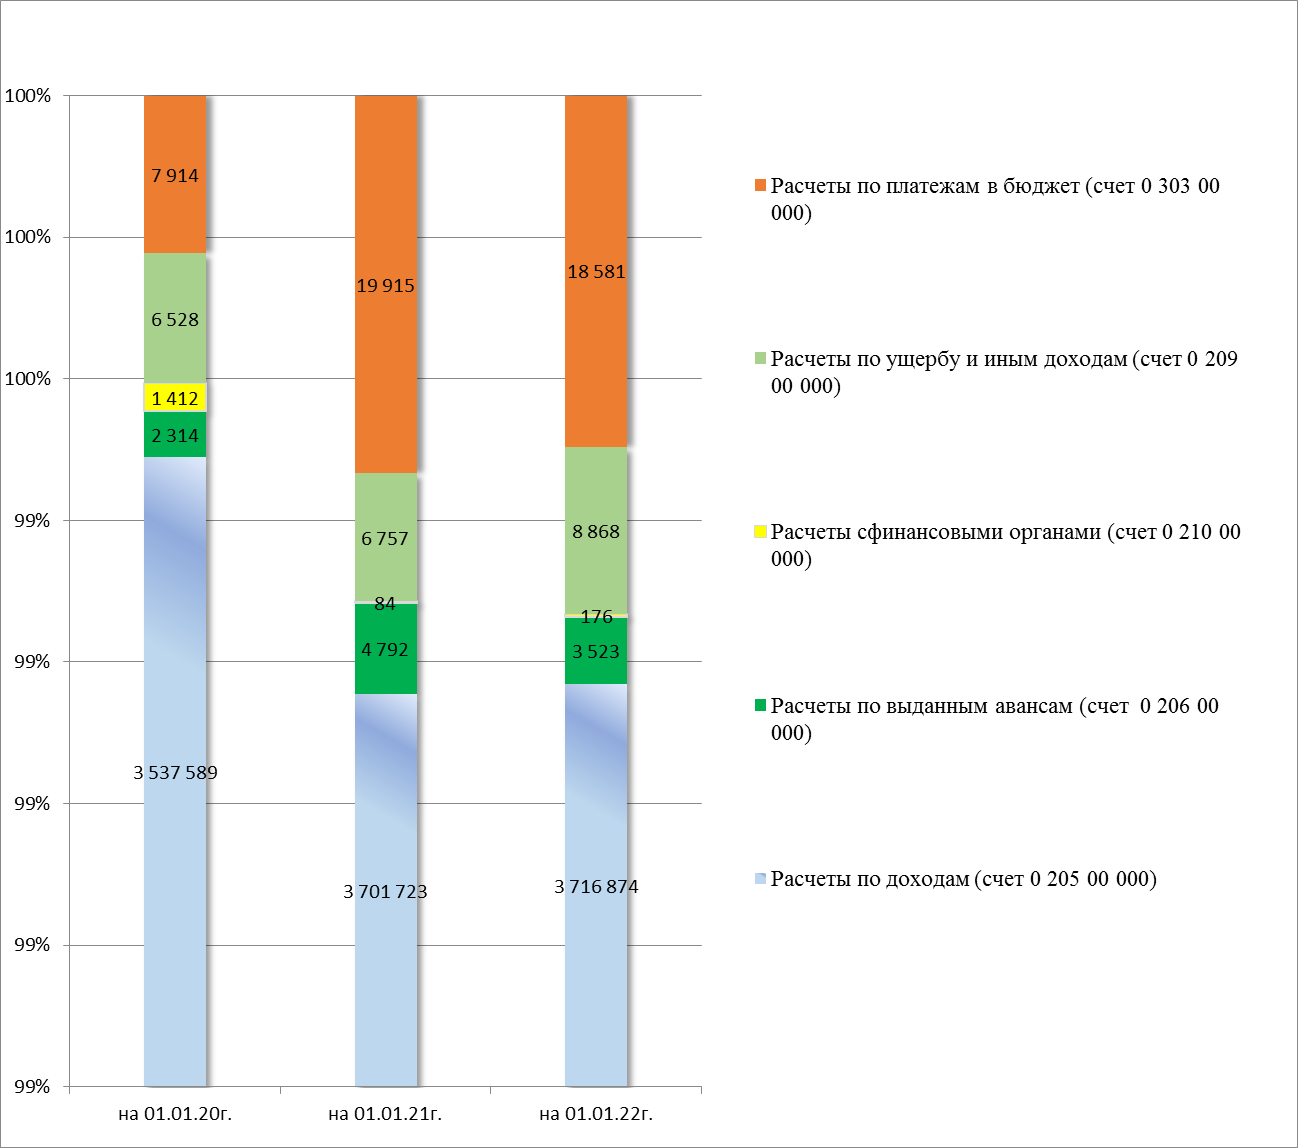 100%
100%
100%
99%
99%
99%
99%
99%
7 914
6 528
1 412
2 314
3 537 589
19 915
6 757
84
4 792
3 701 723
18 581
8 868
176
3 523
3 716 874
на 01.01.20г.
на 01.01.21г.
на 01.01.22г.
Расчеты по платежам в бюджет (счет 0 303 00
000)
Расчеты по ущербу и иным доходам (счет 0 209
00 000)
Расчеты сфинансовыми органами (счет 0 210 00
000)
Расчеты по выданным авансам (счет  0 206 00
000)
Расчеты по доходам (счет 0 205 00 000)